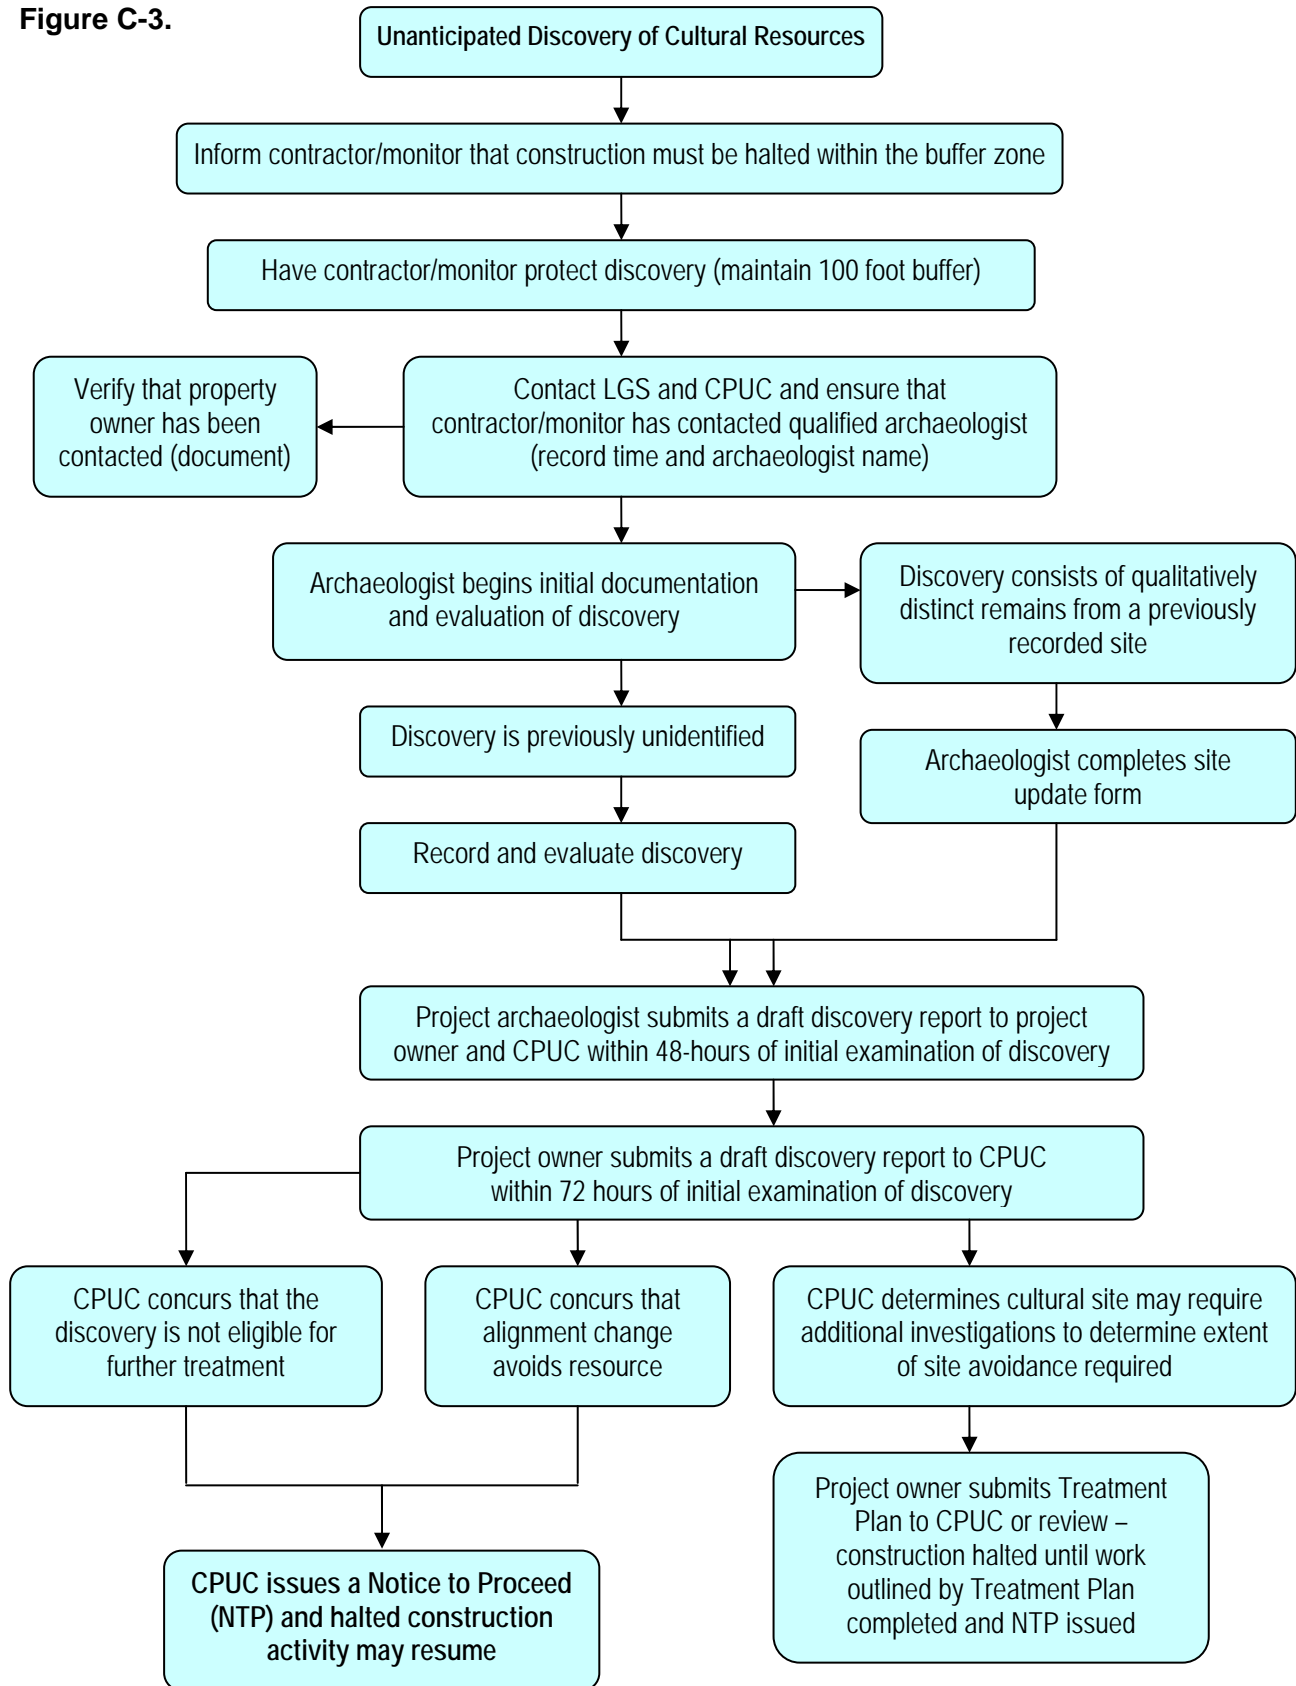 Figure C-3.
Unanticipated Discovery of Cultural Resources
Inform contractor/monitor that construction must be halted within the buffer zone
Have contractor/monitor protect discovery (maintain 100 foot buffer)
Verify that property
owner has been
contacted (document)
Contact LGS and CPUC and ensure that
contractor/monitor has contacted qualified archaeologist
(record time and archaeologist name)
Archaeologist begins initial documentation
and evaluation of discovery
Discovery consists of qualitatively
distinct remains from a previously
recorded site
Discovery is previously unidentified
Archaeologist completes site
update form
Record and evaluate discovery
Project archaeologist submits a draft discovery report to project
owner and CPUC within 48-hours of initial examination of discovery
Project owner submits a draft discovery report to CPUC
within 72 hours of initial examination of discovery
CPUC concurs that the
discovery is not eligible for
further treatment
CPUC concurs that
alignment change
avoids resource
CPUC determines cultural site may require
additional investigations to determine extent
of site avoidance required
Project owner submits Treatment
Plan to CPUC or review –
construction halted until work
outlined by Treatment Plan
completed and NTP issued
CPUC issues a Notice to Proceed
(NTP) and halted construction
activity may resume